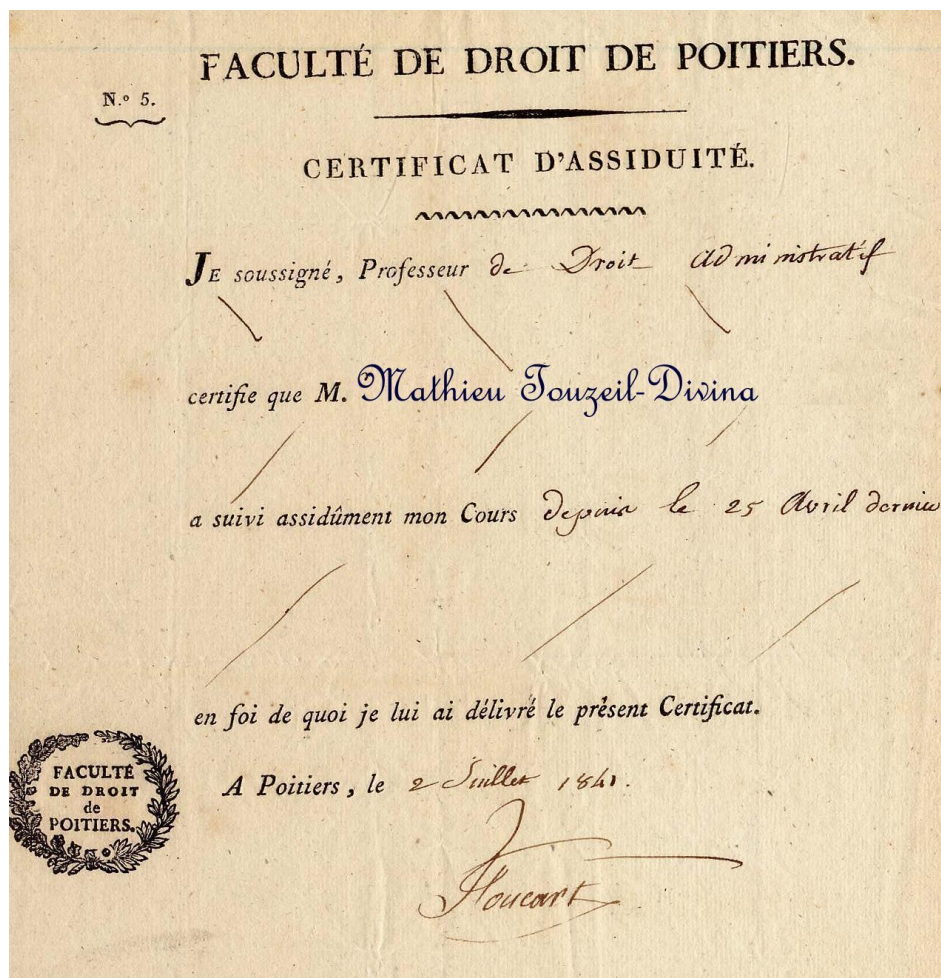 FACULTÉ DE DROIT DE POITIERS.
N.º 5.
CERTIFICAT D'ASSIDUITÉ.
JE soussigné, Professeur de Droit administratif
certifie que M. Mathieu Touzeil-Divina
a suivi assidûment mon Cours depuis le 25 Avril dernier
en foi de quoi je lui ai délivré le présent Certificat.
A Poitiers, le 2 Juillet 1841.
FACULTÉ
DE DROIT
de
POITIERS.
Foucart